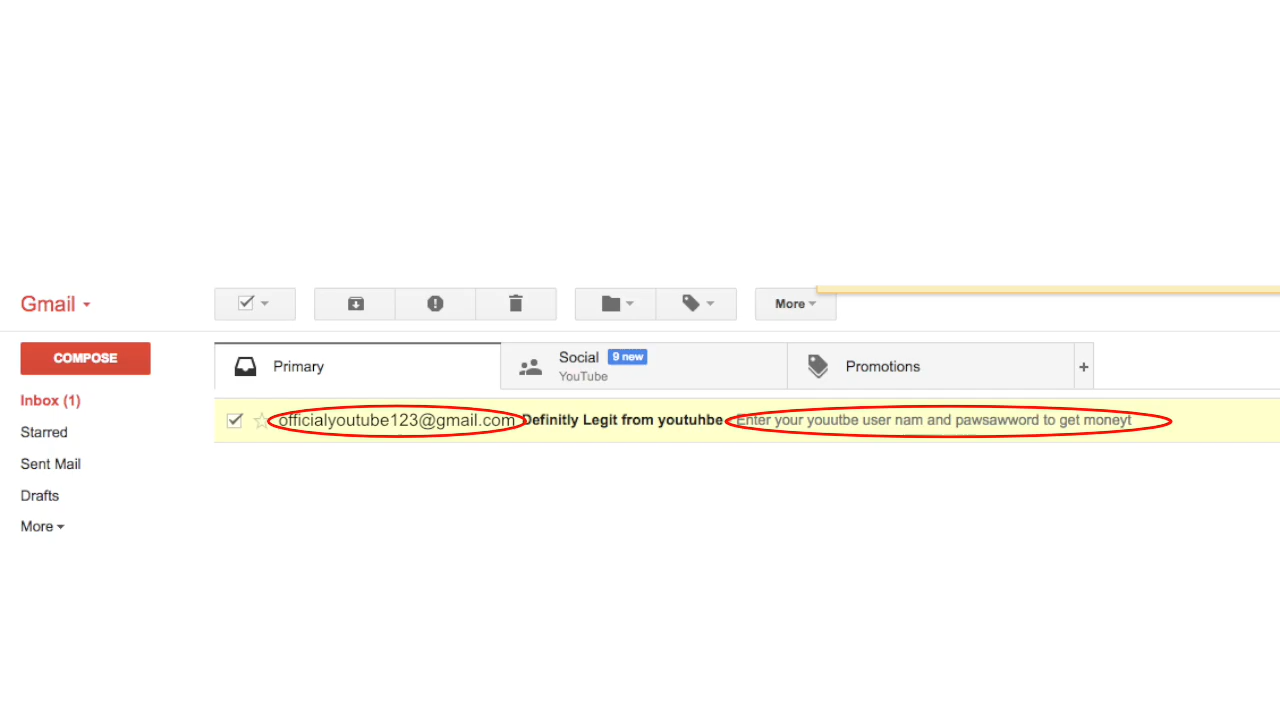 Gmail
More
COMPOSE
Primary
Social 9 new
YouTube
Promotions
+
Inbox (1)
officialyoutube123@gmail.com Definitly Legit from youtuhbe - Enter your youutbe user nam and pawsawword to get moneyt
Starred
Sent Mail
Drafts
More